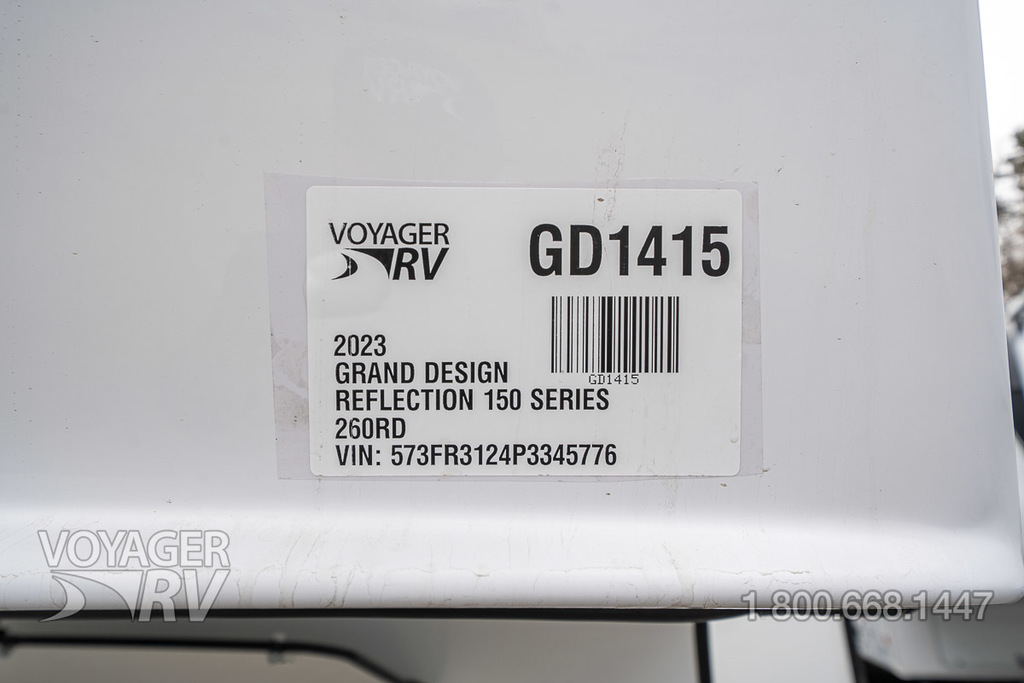 VOYAGER
RV
GD1415
GD1415
2023
GRAND DESIGN
REFLECTION 150 SERIES
260RD
VIN: 573FR3124P3345776
VOYAGER
RV
1.800.668.1447